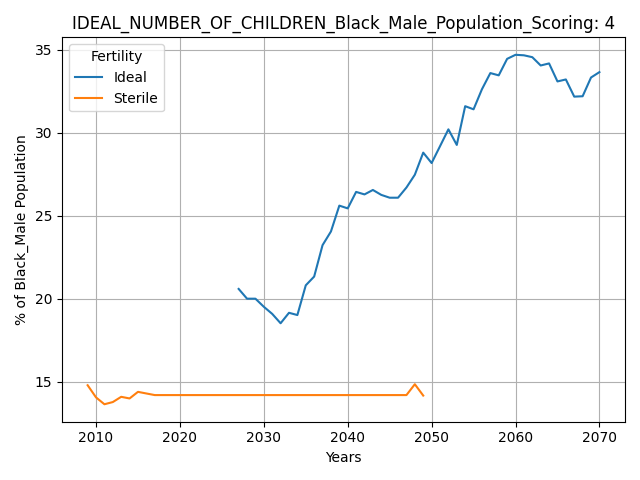 IDEAL_NUMBER_OF_CHILDREN_Black_Male_Population_Scoring: 4
Fertility
Ideal
Sterile
% of Black_Male Population
35
30
25
20
15
2010 2020 2030 2040 2050 2060 2070
Years